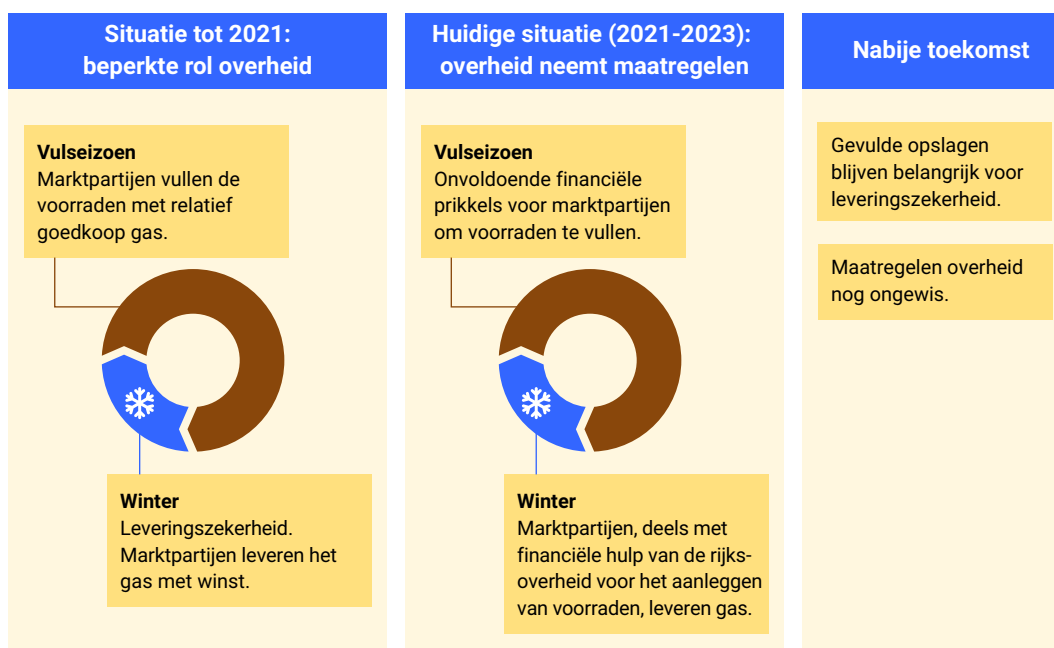 Situatie tot 2021:
beperkte rol overheid
Vulseizoen
Marktpartijen vullen de
voorraden met relatief
goedkoop gas.
Winter
Leveringszekerheid.
Marktpartijen leveren het
gas met winst.
Huidige situatie (2021-2023):
overheid neemt maatregelen
Vulseizoen
Onvoldoende financiële
prikkels voor marktpartijen
om voorraden te vullen.
Winter
Marktpartijen, deels met
financiële hulp van de rijks-
overheid voor het aanleggen
van voorraden, leveren gas.
Nabije toekomst
Gevulde opslagen
blijven belangrijk voor
leveringszekerheid.
Maatregelen overheid
nog ongewis.